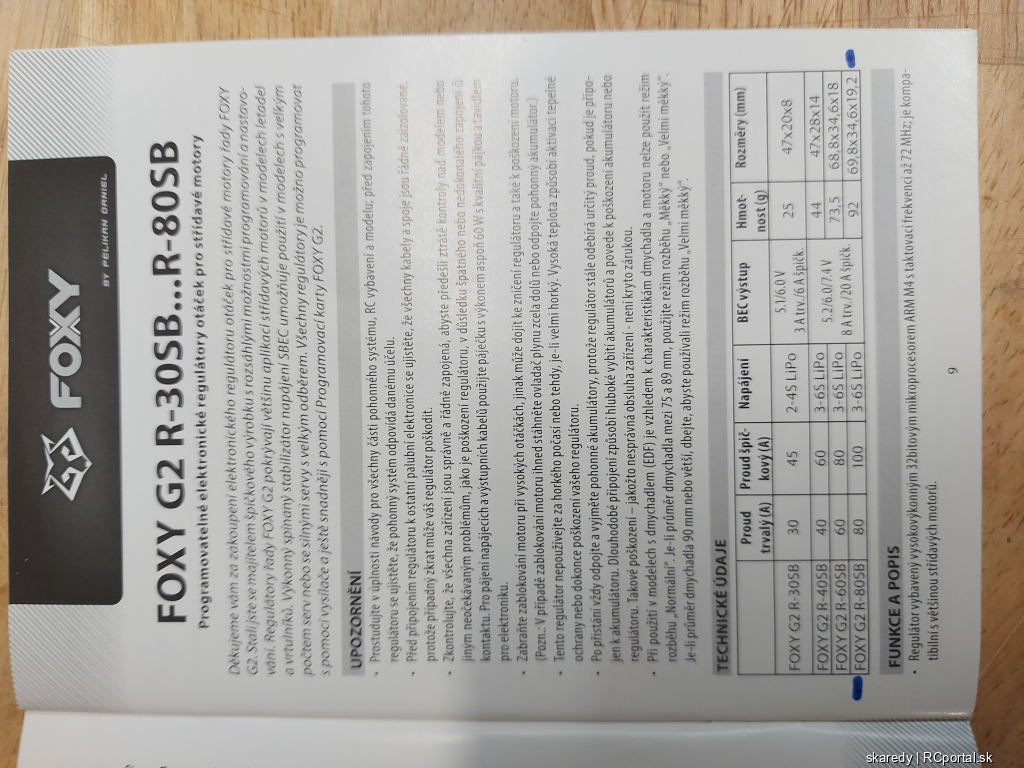 FOXY
BY PELIKAN DANIEL
FOXY G2 R-30SB...R-80SB
Programovatelné elektronické regulátory otáček pro střídavé motory
Děkujeme vám za zakoupení elektronického regulátoru otáček pro střídavé motory řady FOXY
G2. Stali jste se majitelem špičkového výrobku s rozsáhlými možnostmi programování a nastavo-
vání. Regulátory řady FOXY G2 pokrývají většinu aplikací střídavých motorů v modelech letadel
a vrtulníků. Výkonný spínaný stabilizátor napájení SBEC umožňuje použití v modelech s velkým
počtem serv nebo se silnými servy s velkým odběrem. Všechny regulátory je možno programovat
s pomocí vysílače a ještě snadněji s pomocí Programovací karty FOXY G2.
UPOZORNĚNÍ
• Prostudujte v úplnosti návody pro všechny části pohonného systému, RC vybavení a modelu; před zapojením tohoto
regulátoru se ujistěte, že pohonný systém odpovídá danému účelu.
• Před připojením regulátoru k ostatní palubní elektronice se ujistěte, že všechny kabely a spoje jsou řádně zaizolované,
protože případný zkrat může váš regulátor poškodit.
• Zkontrolujte, že všechna zařízení jsou správně a řádně zapojená, abyste předešli ztrátě kontroly nad modelem nebo
jiným neočekávaným problémům, jako je poškození regulátoru, v důsledku špatného nebo nedokonalého zapojení či
kontaktu. Pro pájení napájecích a výstupních kabelů použijte páječku s výkonem aspoň 60 W s kvalitní pájkou a tavidlem
pro elektroniku.
• Zabraňte zablokování motoru při vysokých otáčkách, jinak může dojít ke zničení regulátoru a také k poškození motoru.
(Pozn.: V případě zablokování motoru ihned stáhněte ovladač plynu zcela dolů nebo odpojte pohonný akumulátor.)
• Tento regulátor nepoužívejte za horkého počasí nebo tehdy, je-li velmi horký. Vysoká teplota způsobí aktivaci tepelné
ochrany nebo dokonce poškození vašeho regulátoru.
• Po přistání vždy odpojte a vyjměte pohonné akumulátory, protože regulátor stále odebírá určitý proud, pokud je připo-
jen k akumulátoru. Dlouhodobé připojení způsobí hluboké vybití akumulátorů a povede k poškození akumulátoru nebo
regulátoru. Takové poškození – jakožto nesprávná obsluha zařízení - není kryto zárukou.
• Při použití v modelech s dmychadlem (EDF) je vzhledem k charakteristikám dmychadla a motoru nelze použít režim
rozběhu „Normální“. Je-li průměr dmychadla mezi 75 a 89 mm, použijte režim rozběhu „Měkký“ nebo „Velmi měkký“.
Je-li průměr dmychadla 90 mm nebo větší, dbejte, abyste používali režim rozběhu „Velmi měkký“.
TECHNICKÉ ÚDAJE
Proud trvalý (A) Proud špič-kový (A) Napájení BEC výstup Hmot-nost (g) Rozměry (mm)
FOXY G2 R-30SB 30 45 2-4S LiPo 5.1/6.0 V 3 A trv./6 A špičk. 25 47x20x8
FOXY G2 R-40SB 40 60 3-6S LiPo 5.2/6.0/7.4 V 8 A trv./20 A špičk. 44 47x28x14
FOXY G2 R-60SB 60 80 3-6S LiPo 73,5 68,8x34,6x18
FOXY G2 R-80SB 80 100 3-6S LiPo 92 69,8x34,6x19,2
FUNKCE A POPIS
• Regulátor vybavený vysokovýkonným 32bitovým mikroprocesorem ARM M4 s taktovací frekvencí až 72 MHz; je kompa-
tibilní s většinou střídavých motorů.
9
skaredy | RCportal.sk